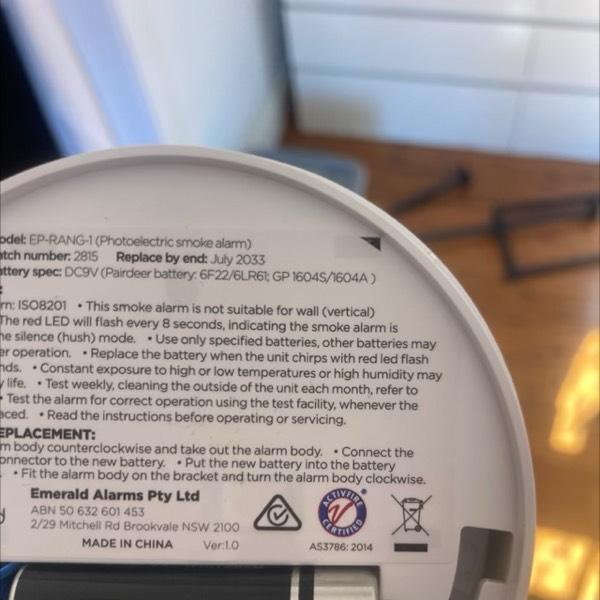 odel: EP-RANG-1 (Photoelectric smoke alarm)
atch number: 2815 Replace by end: July 2033
attery spec: DC9V (Pairdeer battery: 6F22/6LR61; GP 1604S/1604A )
:
rn: ISO8201 • This smoke alarm is not suitable for wall (vertical)
The red LED will flash every 8 seconds, indicating the smoke alarm is
he silence (hush) mode. • Use only specified batteries, other batteries may
er operation. • Replace the battery when the unit chirps with red led flash
nds. • Constant exposure to high or low temperatures or high humidity may
y life. • Test weekly, cleaning the outside of the unit each month, refer to
• Test the alarm for correct operation using the test facility, whenever the
aced. • Read the instructions before operating or servicing.
EPLACEMENT:
m body counterclockwise and take out the alarm body. • Connect the
onnector to the new battery. • Put the new battery into the battery
. • Fit the alarm body on the bracket and turn the alarm body clockwise.
Emerald Alarms Pty Ltd
ABN 50 632 601 453
2/29 Mitchell Rd Brookvale NSW 2100
MADE IN CHINA Ver:1.0
ACTIVFIRE
CERTIFIED
AS3786: 2014